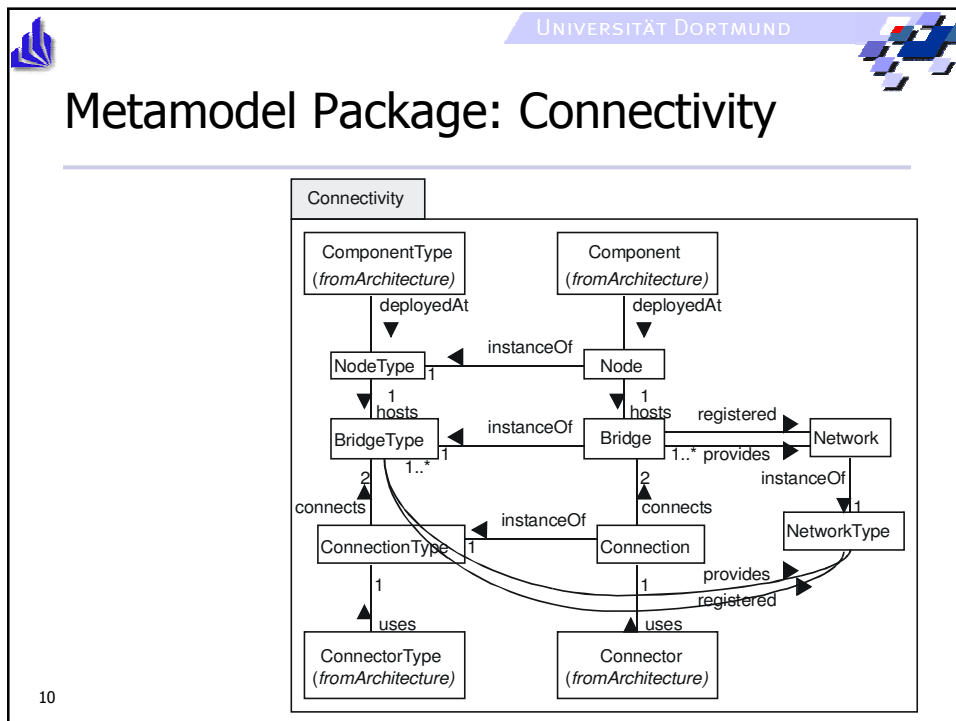 UNIVERSITÄT DORTMUND
Metamodel Package: Connectivity
Connectivity
ComponentType
(fromArchitecture)
Component
(fromArchitecture)
deployedAt
deployedAt
instanceOf
NodeType
1
Node
1
hosts
1
hosts
registered
instanceOf
BridgeType
1
Bridge
Network
1..*
1..* provides
instanceOf
2
2
1
connects
connects
instanceOf
NetworkType
ConnectionType
1
Connection
provides
1
1
registered
uses
uses
ConnectorType
(fromArchitecture)
Connector
(fromArchitecture)
10